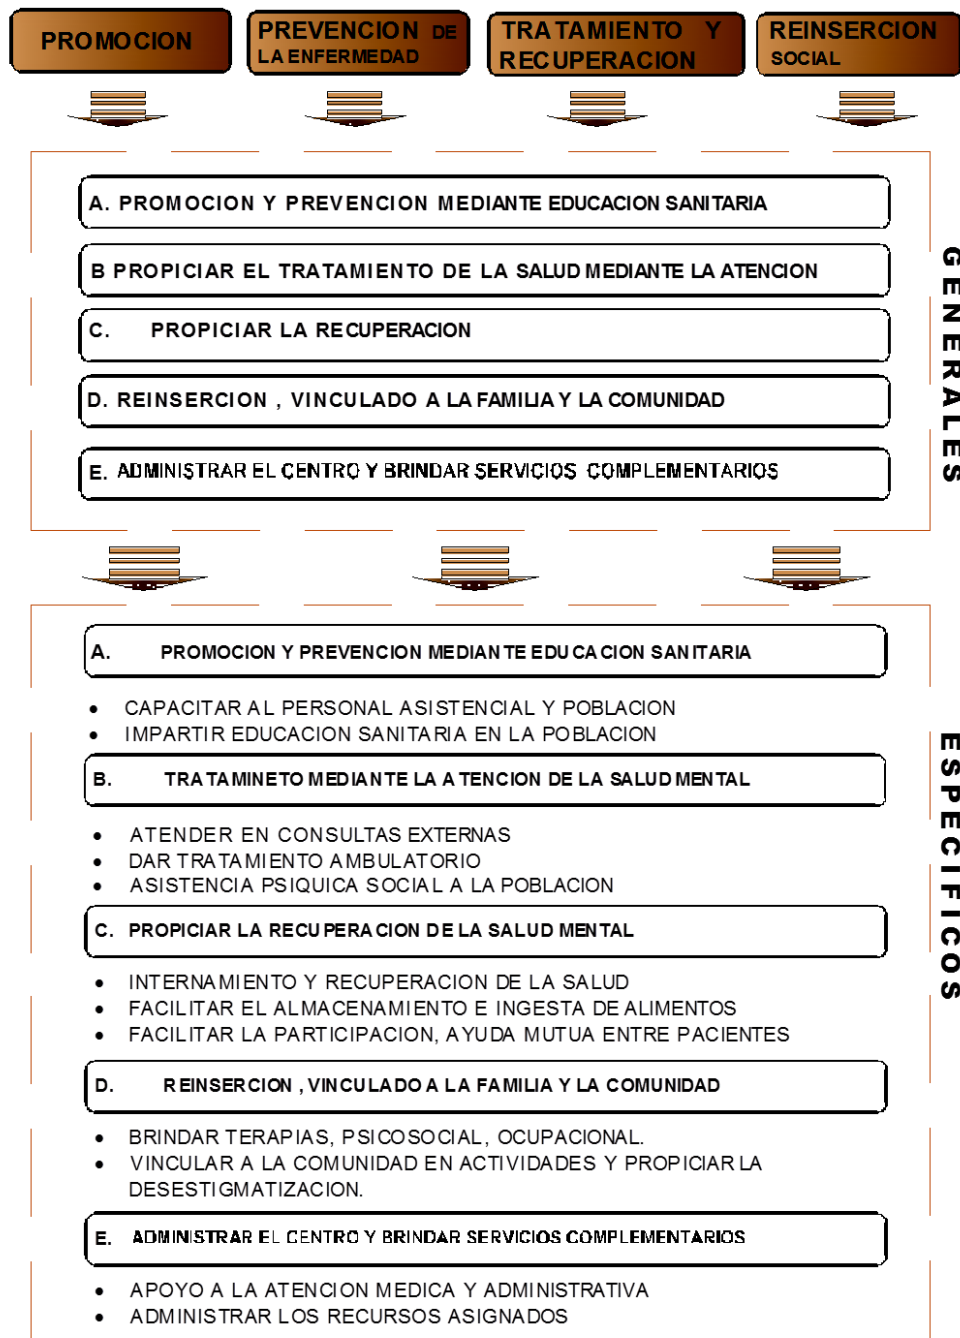 PROMOCION
PREVENCION DE
LA ENFERMEDAD
TRATAMIENTO Y
RECUPERACION
REINSERCION
SOCIAL
A. PROMOCION Y PREVENCION MEDIANTE EDUCACION SANITARIA
B PROPICIAR EL TRATAMIENTO DE LA SALUD MEDIANTE LA ATENCION
C. PROPICIAR LA RECUPERACION
D. REINSERCION , VINCULADO A LA FAMILIA Y LA COMUNIDAD
E. ADMINISTRAR EL CENTRO Y BRINDAR SERVICIOS COMPLEMENTARIOS
GENERALES
A. PROMOCION Y PREVENCION MEDIANTE EDUCACION SANITARIA
• CAPACITAR AL PERSONAL ASISTENCIAL Y POBLACION
• IMPARTIR EDUCACION SANITARIA EN LA POBLACION
B. TRATAMINETO MEDIANTE LA ATENCION DE LA SALUD MENTAL
• ATENDER EN CONSULTAS EXTERNAS
• DAR TRATAMIENTO AMBULATORIO
• ASISTENCIA PSIQUICA SOCIAL A LA POBLACION
C. PROPICIAR LA RECUPERACION DE LA SALUD MENTAL
• INTERNAMIENTO Y RECUPERACION DE LA SALUD
• FACILITAR EL ALMACENAMIENTO E INGESTA DE ALIMENTOS
• FACILITAR LA PARTICIPACION, AYUDA MUTUA ENTRE PACIENTES
D. REINSERCION , VINCULADO A LA FAMILIA Y LA COMUNIDAD
• BRINDAR TERAPIAS, PSICOSOCIAL, OCUPACIONAL.
• VINCULAR A LA COMUNIDAD EN ACTIVIDADES Y PROPICIAR LA
DESESTIGMATIZACION.
E. ADMINISTRAR EL CENTRO Y BRINDAR SERVICIOS COMPLEMENTARIOS
• APOYO A LA ATENCION MEDICA Y ADMINISTRATIVA
• ADMINISTRAR LOS RECURSOS ASIGNADOS
ESPECIFICOS